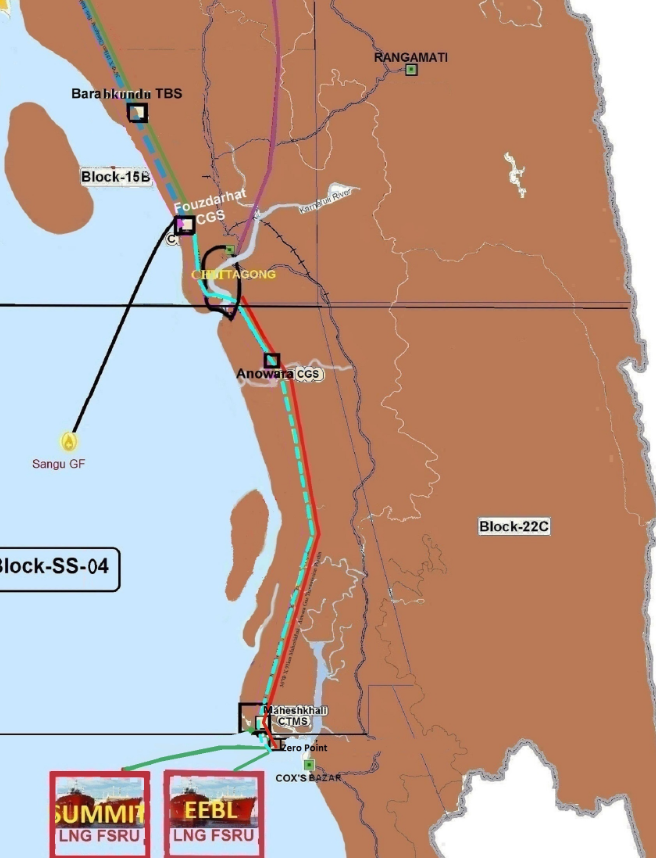 RANGAMATI
Barabkundu TBS
Block-15B
Fouzdarhat
CGS
Karnafuli River
C
CHITTAGONG
Anowara CGS
Sangu GF
Block-22C
Block-SS-04
Maheshkhali
CTMS
Zero Point
COX'S BAZAR
SUMMIT
LNG FSRU
EEBL
LNG FSRU